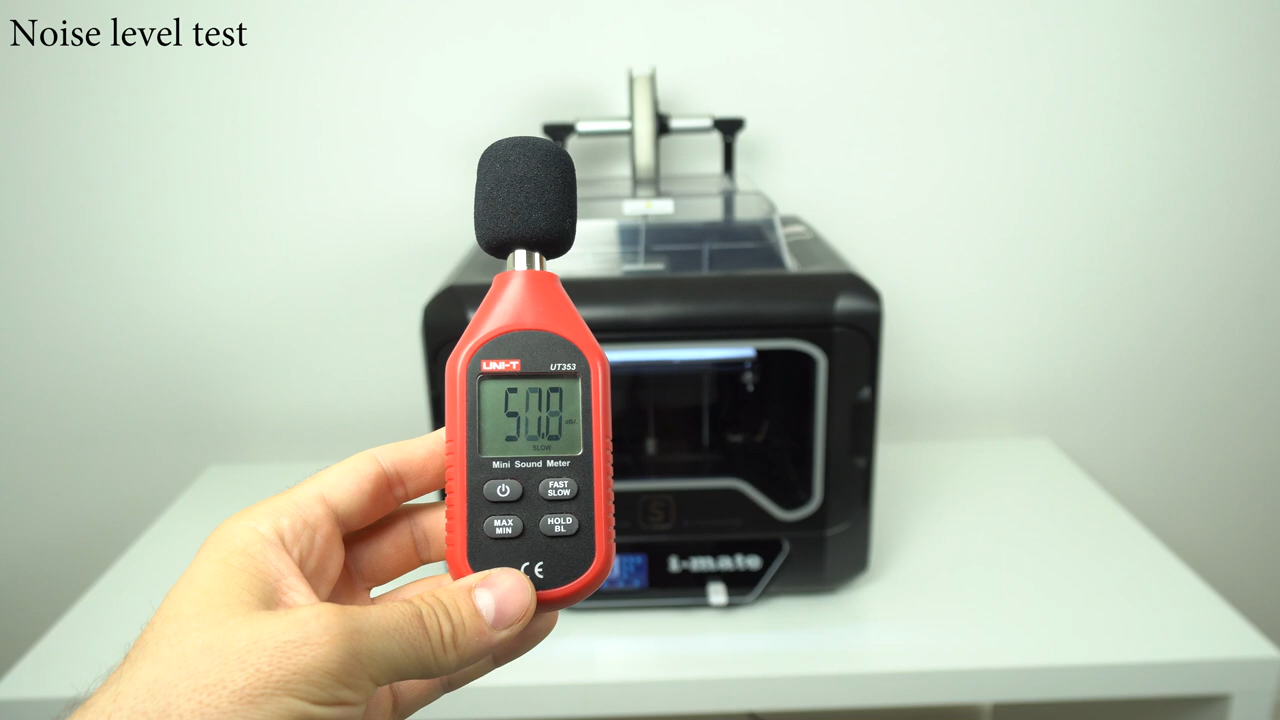 Noise level test
UNI-T
UT353
50.8
SLOW
Mini Sound Meter
FAST
SLOW
MAX
MIN
HOLD
BL
CE
i-mate